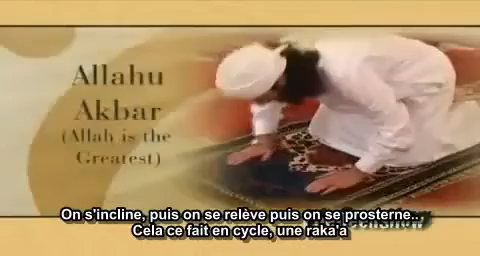 Allahu
Akbar
(Allah is the
Greatest)
On s'incline, puis on se relève puis on se prosterne..,
Cela ce fait en cycle, une raka'a